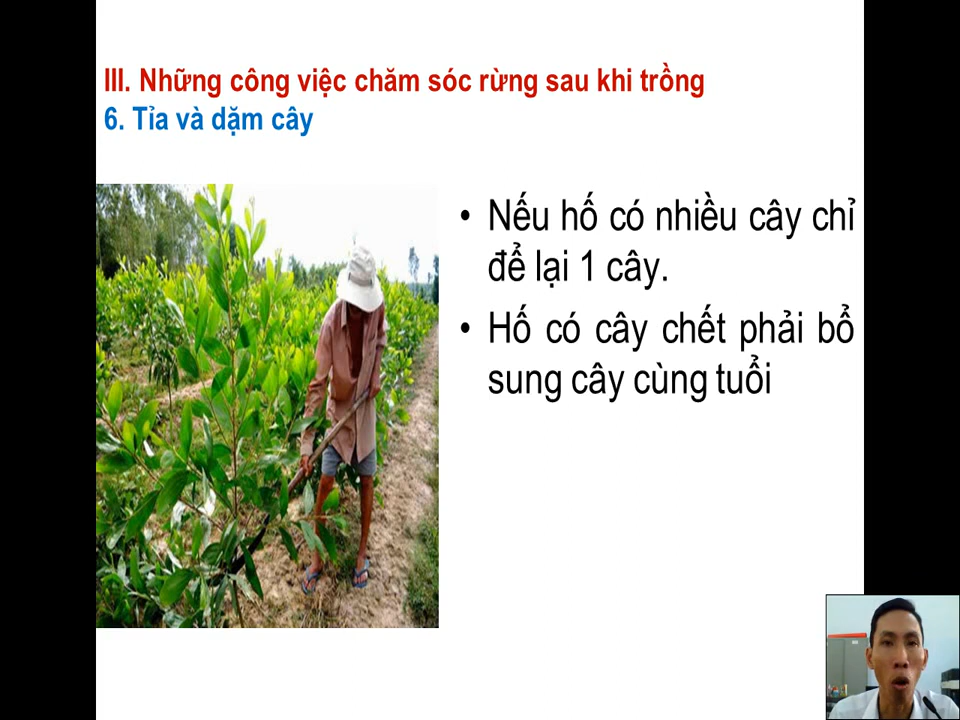 III. Những công việc chăm sóc rừng sau khi trồng
6. Tỉa và dặm cây
• Nếu hố có nhiều cây chỉ
để lại 1 cây.
• Hố có cây chết phải bổ
sung cây cùng tuổi